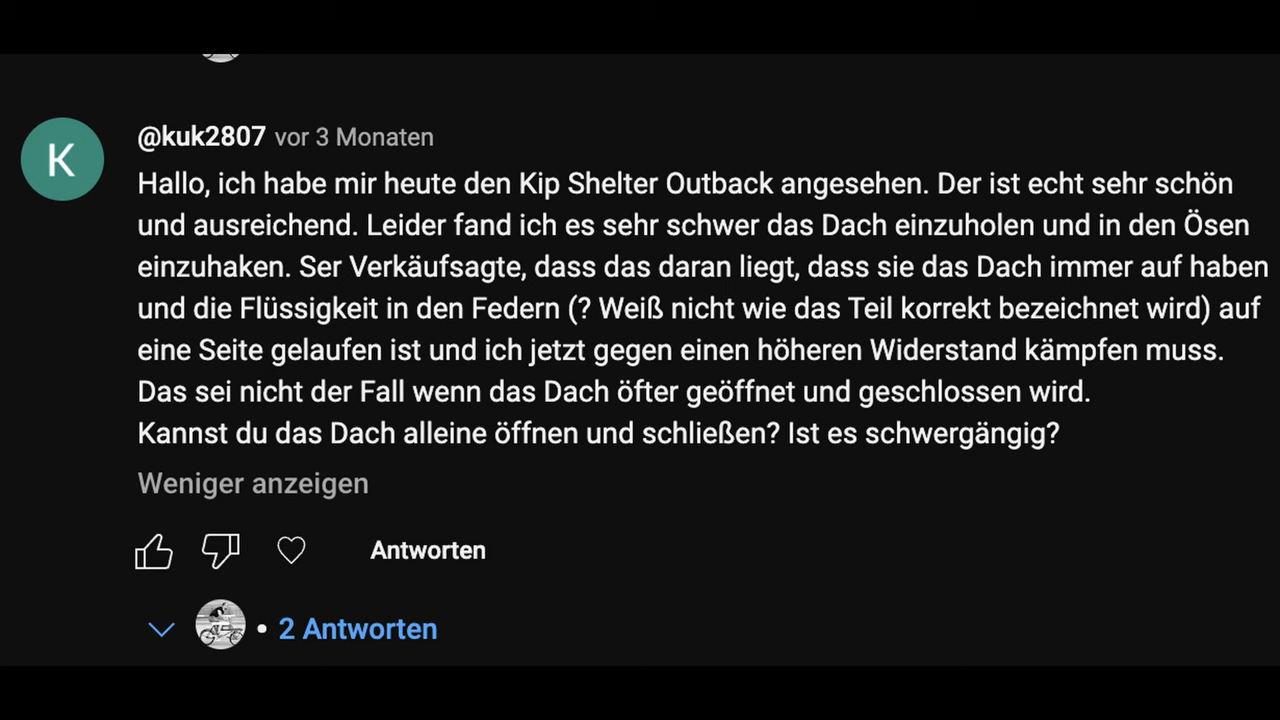 K
@kuk2807 vor 3 Monaten
Hallo, ich habe mir heute den Kip Shelter Outback angesehen. Der ist echt sehr schön
und ausreichend. Leider fand ich es sehr schwer das Dach einzuholen und in den Ösen
einzuhaken. Ser Verkäufsagte, dass das daran liegt, dass sie das Dach immer auf haben
und die Flüssigkeit in den Federn (? Weiß nicht wie das Teil korrekt bezeichnet wird) auf
eine Seite gelaufen ist und ich jetzt gegen einen höheren Widerstand kämpfen muss.
Das sei nicht der Fall wenn das Dach öfter geöffnet und geschlossen wird.
Kannst du das Dach alleine öffnen und schließen? Ist es schwergängig?
Weniger anzeigen
Antworten
• 2 Antworten